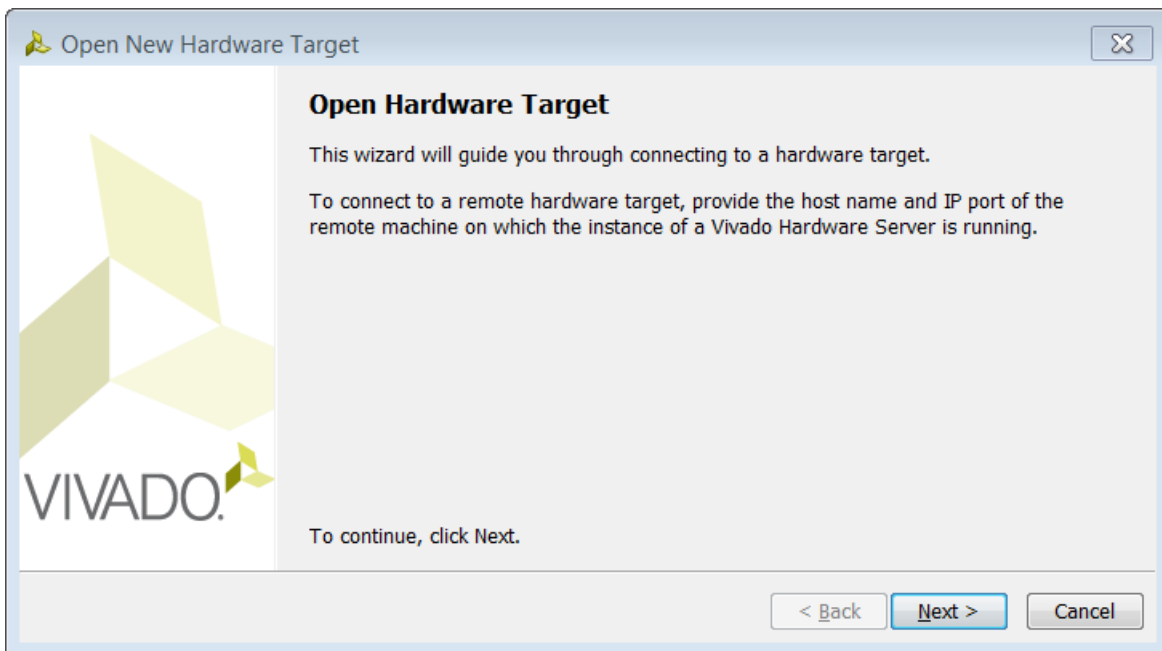 Open New Hardware Target
Open Hardware Target
This wizard will guide you through connecting to a hardware target.
To connect to a remote hardware target, provide the host name and IP port of the
remote machine on which the instance of a Vivado Hardware Server is running.
VIVADO.
To continue, click Next.
< Back
Next >
Cancel